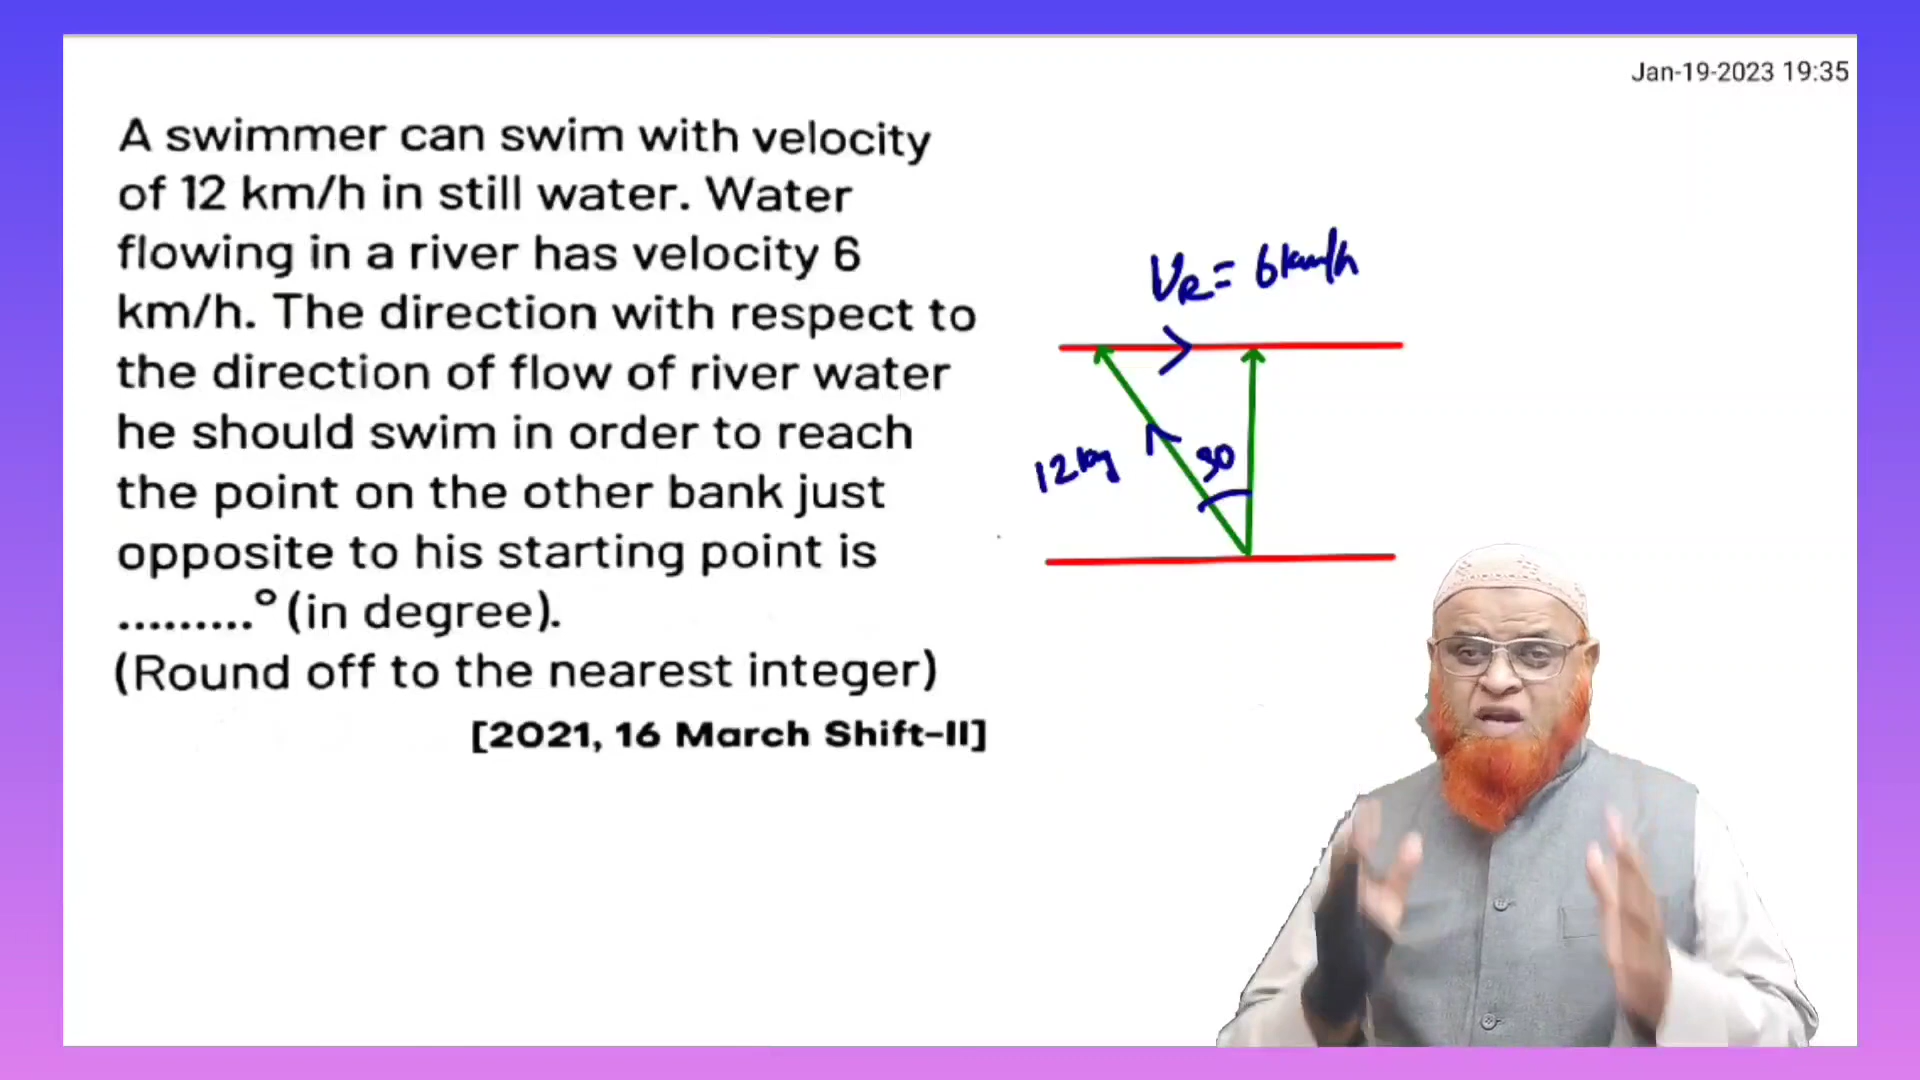 Jan-19-2023 19:35
A swimmer can swim with velocity
of 12 km/h in still water. Water
flowing in a river has velocity 6
km/h. The direction with respect to
the direction of flow of river water
he should swim in order to reach
the point on the other bank just
opposite to his starting point is
.........° (in degree).
(Round off to the nearest integer)
[2021, 16 March Shift-II]
VR = 6km/h
12
30